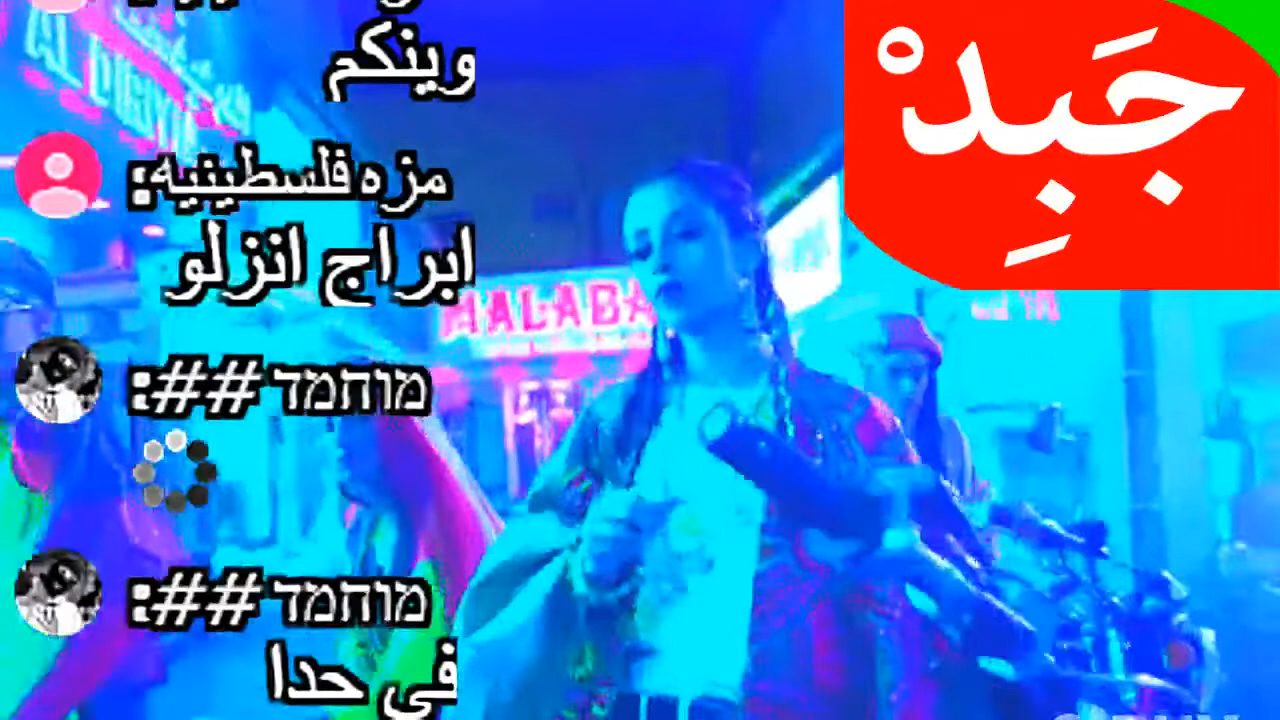 وينكم
جَبِدْ
مزه فلسطينيه:
ابراج انزلو
MALABA
מוחמד ##:
מוחמד ##:
في حدا